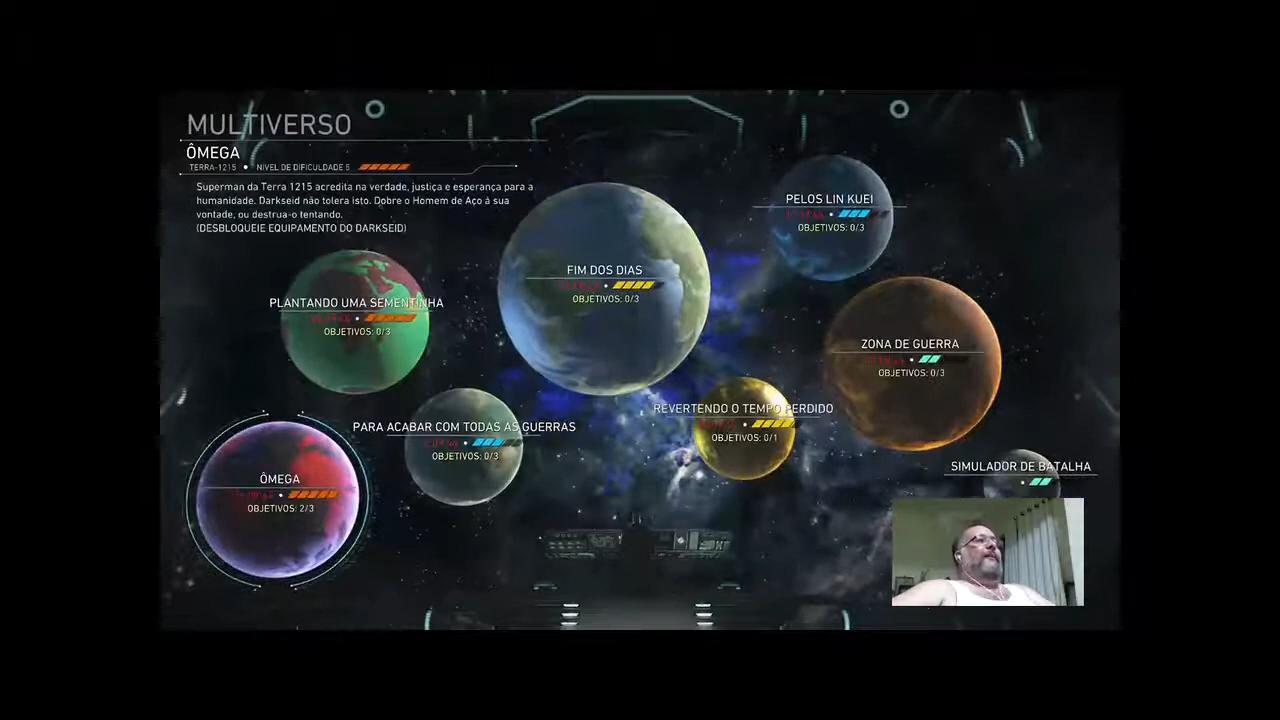 MULTIVERSO
ÔMEGA
TERRA-1215 • NÍVEL DE DIFICULDADE 5
Superman da Terra 1215 acredita na verdade, justiça e esperança para a
humanidade. Darkseid não tolera isto. Dobre o Homem de Aço à sua
vontade, ou destrua-o tentando.
(DESBLOQUEIE EQUIPAMENTO DO DARKSEID)
PELOS LIN KUEI
OBJETIVOS: 0/3
FIM DOS DIAS
OBJETIVOS: 0/3
PLANTANDO UMA SEMENTINHA
OBJETIVOS: 0/3
ZONA DE GUERRA
OBJETIVOS: 0/3
REVERTENDO O TEMPO PERDIDO
OBJETIVOS: 0/1
PARA ACABAR COM TODAS AS GUERRAS
OBJETIVOS: 0/3
SIMULADOR DE BATALHA
ÔMEGA
OBJETIVOS: 2/3